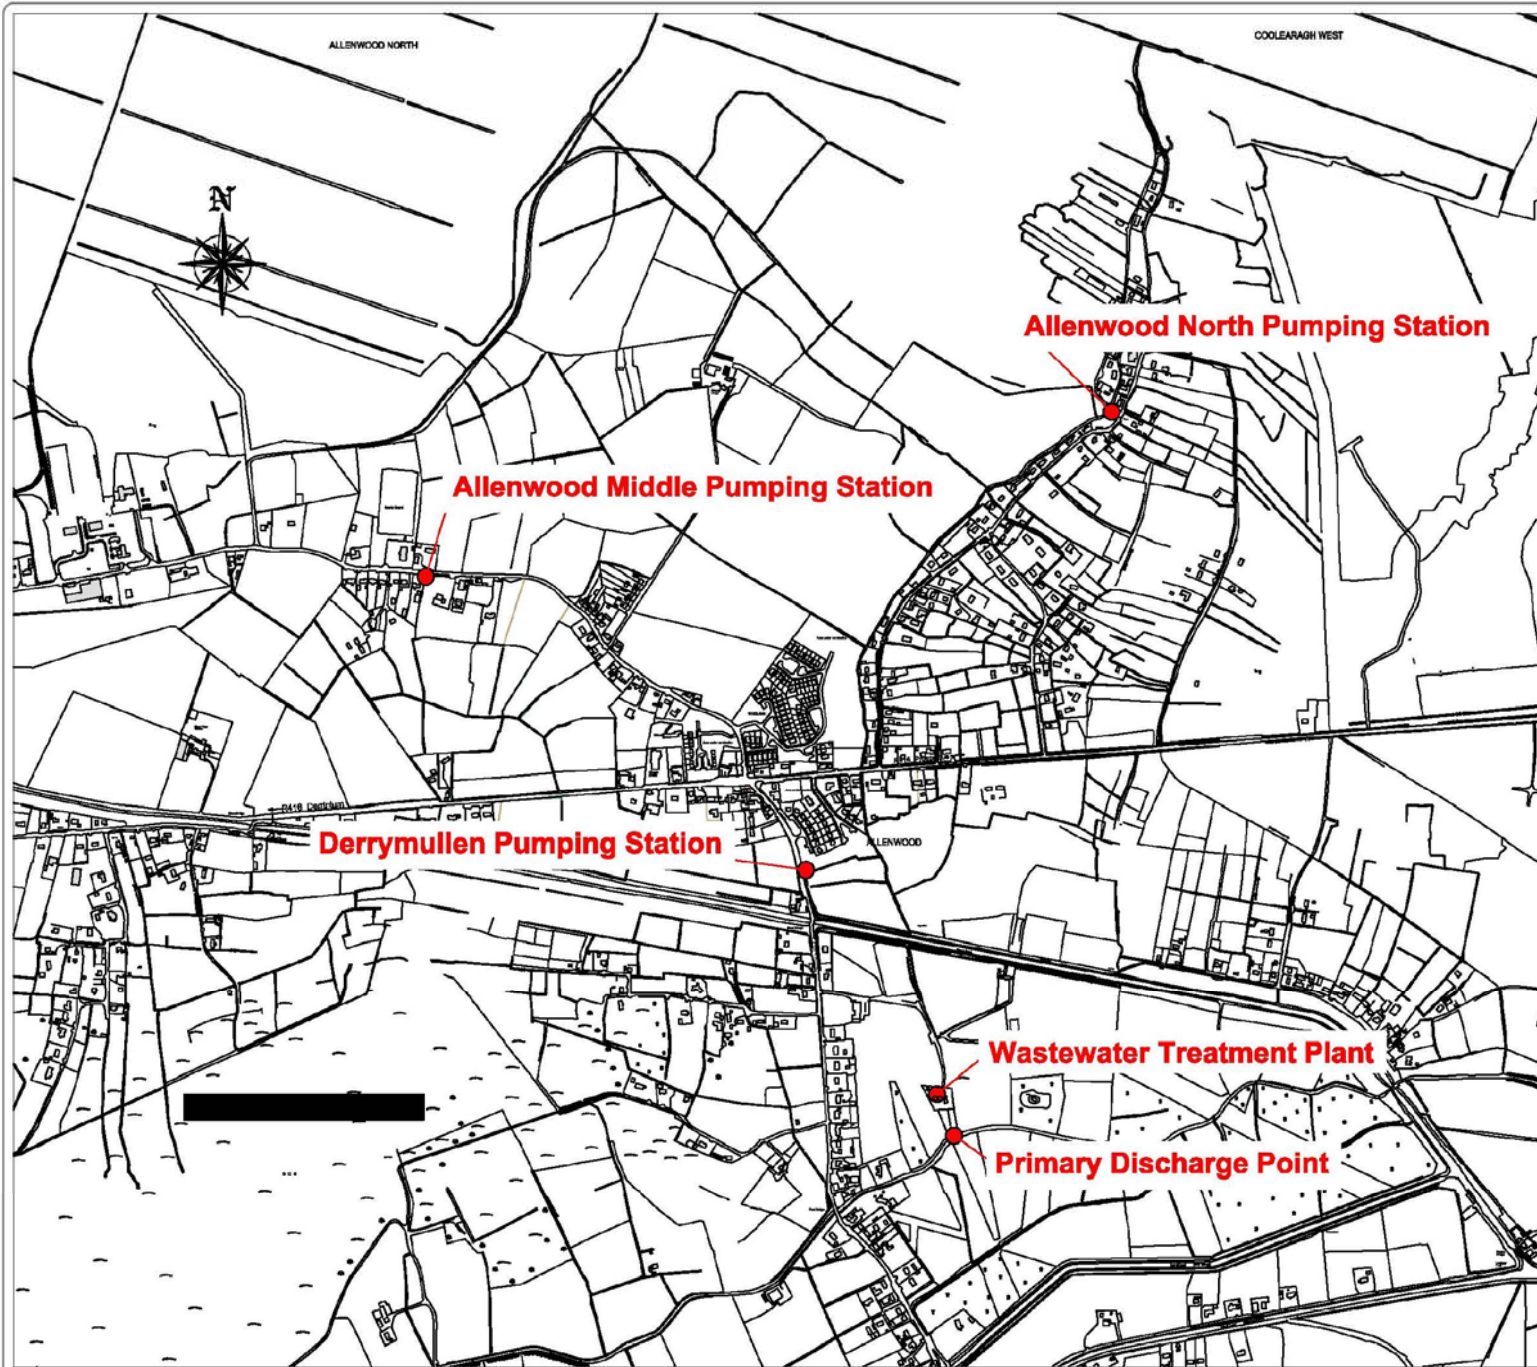 ALLENWOOD NORTH
COOLEARAGH WEST
N
Allenwood North Pumping Station
Allenwood Middle Pumping Station
Derrymullen Pumping Station
ALLENWOOD
Wastewater Treatment Plant
Primary Discharge Point